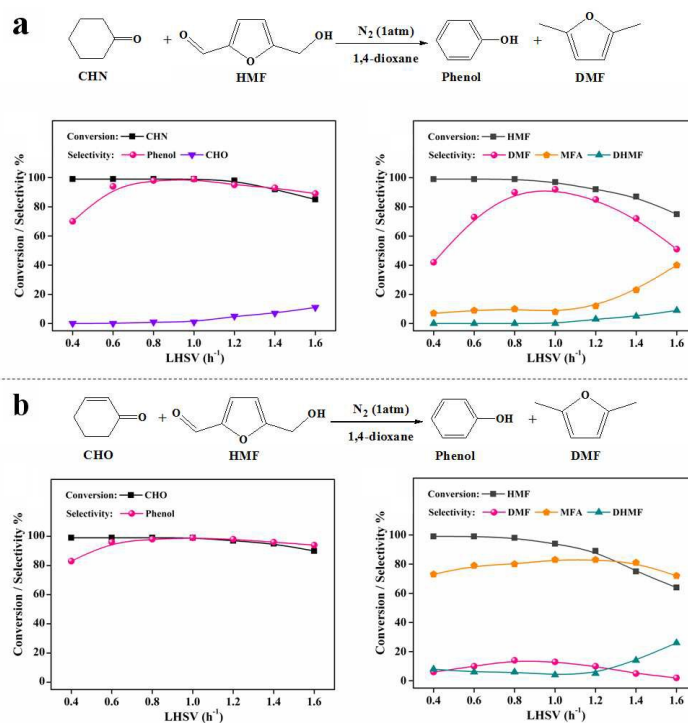 a
O
+
O
O
OH
N₂ (1atm)
1,4-dioxane
OH
+
O
CHN
HMF
Phenol
DMF
Conversion: CHN
Selectivity: Phenol CHO
Conversion / Selectivity %
100
80
60
40
20
0
0.4 0.6 0.8 1.0 1.2 1.4 1.6
LHSV (h⁻¹)
Conversion: HMF
Selectivity: DMF MFA DHMF
Conversion / Selectivity %
100
80
60
40
20
0
0.4 0.6 0.8 1.0 1.2 1.4 1.6
LHSV (h⁻¹)
b
O
+
O
O
OH
N₂ (1atm)
1,4-dioxane
OH
+
O
CHO
HMF
Phenol
DMF
Conversion: CHO
Selectivity: Phenol
Conversion / Selectivity %
100
80
60
40
20
0
0.4 0.6 0.8 1.0 1.2 1.4 1.6
LHSV (h⁻¹)
Conversion: HMF
Selectivity: DMF MFA DHMF
Conversion / Selectivity %
100
80
60
40
20
0
0.4 0.6 0.8 1.0 1.2 1.4 1.6
LHSV (h⁻¹)